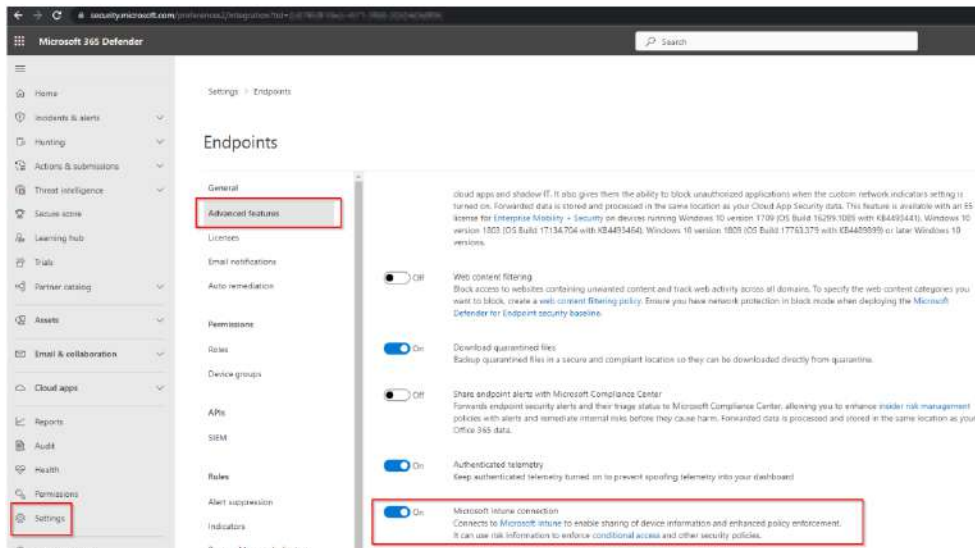 security.microsoft.com/preferences2/integration?tid=
Microsoft 365 Defender
Search
Home
Incidents & alerts
Hunting
Actions & submissions
Threat intelligence
Secure score
Learning hub
Trials
Partner catalog
Assets
Email & collaboration
Cloud apps
Reports
Audit
Health
Permissions
Settings
Settings > Endpoints
Endpoints
General
Advanced features
Licenses
Email notifications
Auto remediation
Permissions
Roles
Device groups
APIs
SIEM
Rules
Alert suppression
Indicators
cloud apps and shadow IT. It also gives them the ability to block unauthorized applications when the custom network indicators setting is
turned on. Forwarded data is stored and processed in the same location as your Cloud App Security data. This feature is available with an E5
license for Enterprise Mobility + Security on devices running Windows 10 version 1709 (OS Build 16299.1085 with KB4493441), Windows 10
version 1803 (OS Build 17134.704 with KB4493464), Windows 10 version 1809 (OS Build 17763.379 with KB4489899) or later Windows 10
versions.
Off
Web content filtering
Block access to websites containing unwanted content and track web activity across all domains. To specify the web content categories you
want to block, create a web content filtering policy. Ensure you have network protection in block mode when deploying the Microsoft
Defender for Endpoint security baseline.
On
Download quarantined files
Backup quarantined files in a secure and compliant location so they can be downloaded directly from quarantine.
Off
Share endpoint alerts with Microsoft Compliance Center
Forwards endpoint security alerts and their triage status to Microsoft Compliance Center, allowing you to enhance insider risk management
policies with alerts and remediate internal risks before they cause harm. Forwarded data is processed and stored in the same location as your
Office 365 data.
On
Authenticated telemetry
Keep authenticated telemetry turned on to prevent spoofing telemetry into your dashboard
On
Microsoft Intune connection
Connects to Microsoft Intune to enable sharing of device information and enhanced policy enforcement.
It can use risk information to enforce conditional access and other security policies.